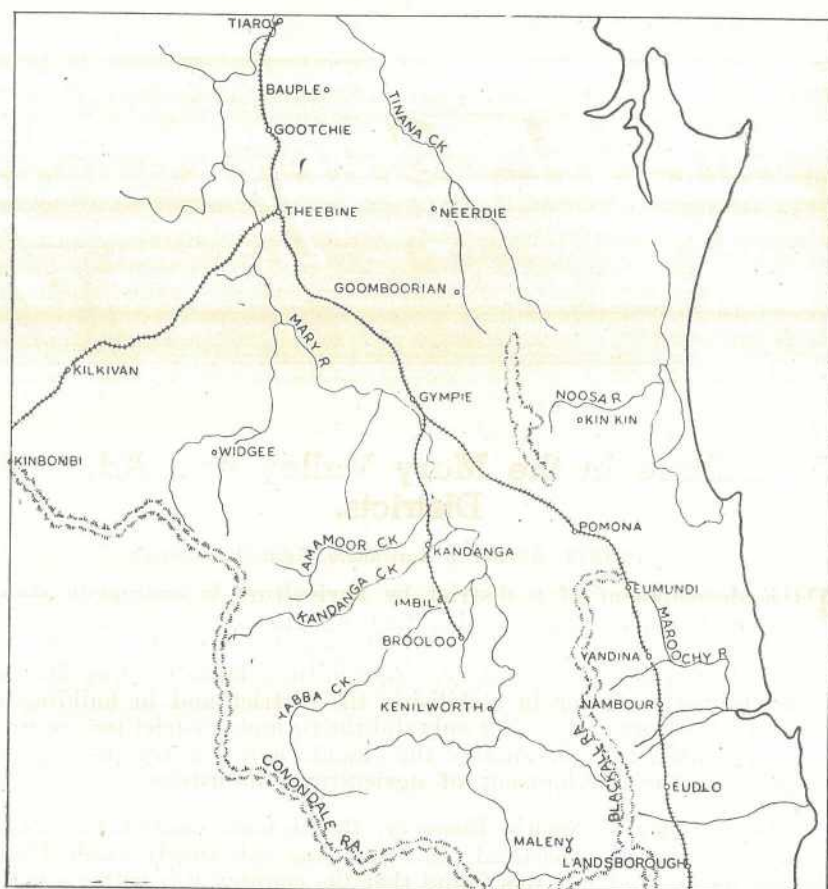 TIARO
BAUPLE
TINANA CK
GOOTCHIE
THEEBINE
NEERDIE
GOOMBOORIAN
MARY R
KILKIVAN
GYMPIE
NOOSA R
KIN KIN
WIDGEE
KINBOMBI
POMONA
AMAMOOR CK
KANDANGA
KANDANGA CK
EUMUNDI
IMBIL
MAROOCHY R
BROOLOO
YANDINA
YABBA CK
KENILWORTH
NAMBOUR
BLACKALL RA
CONONDALE RA
EUDLO
MALENY
LANDSBOROUGH